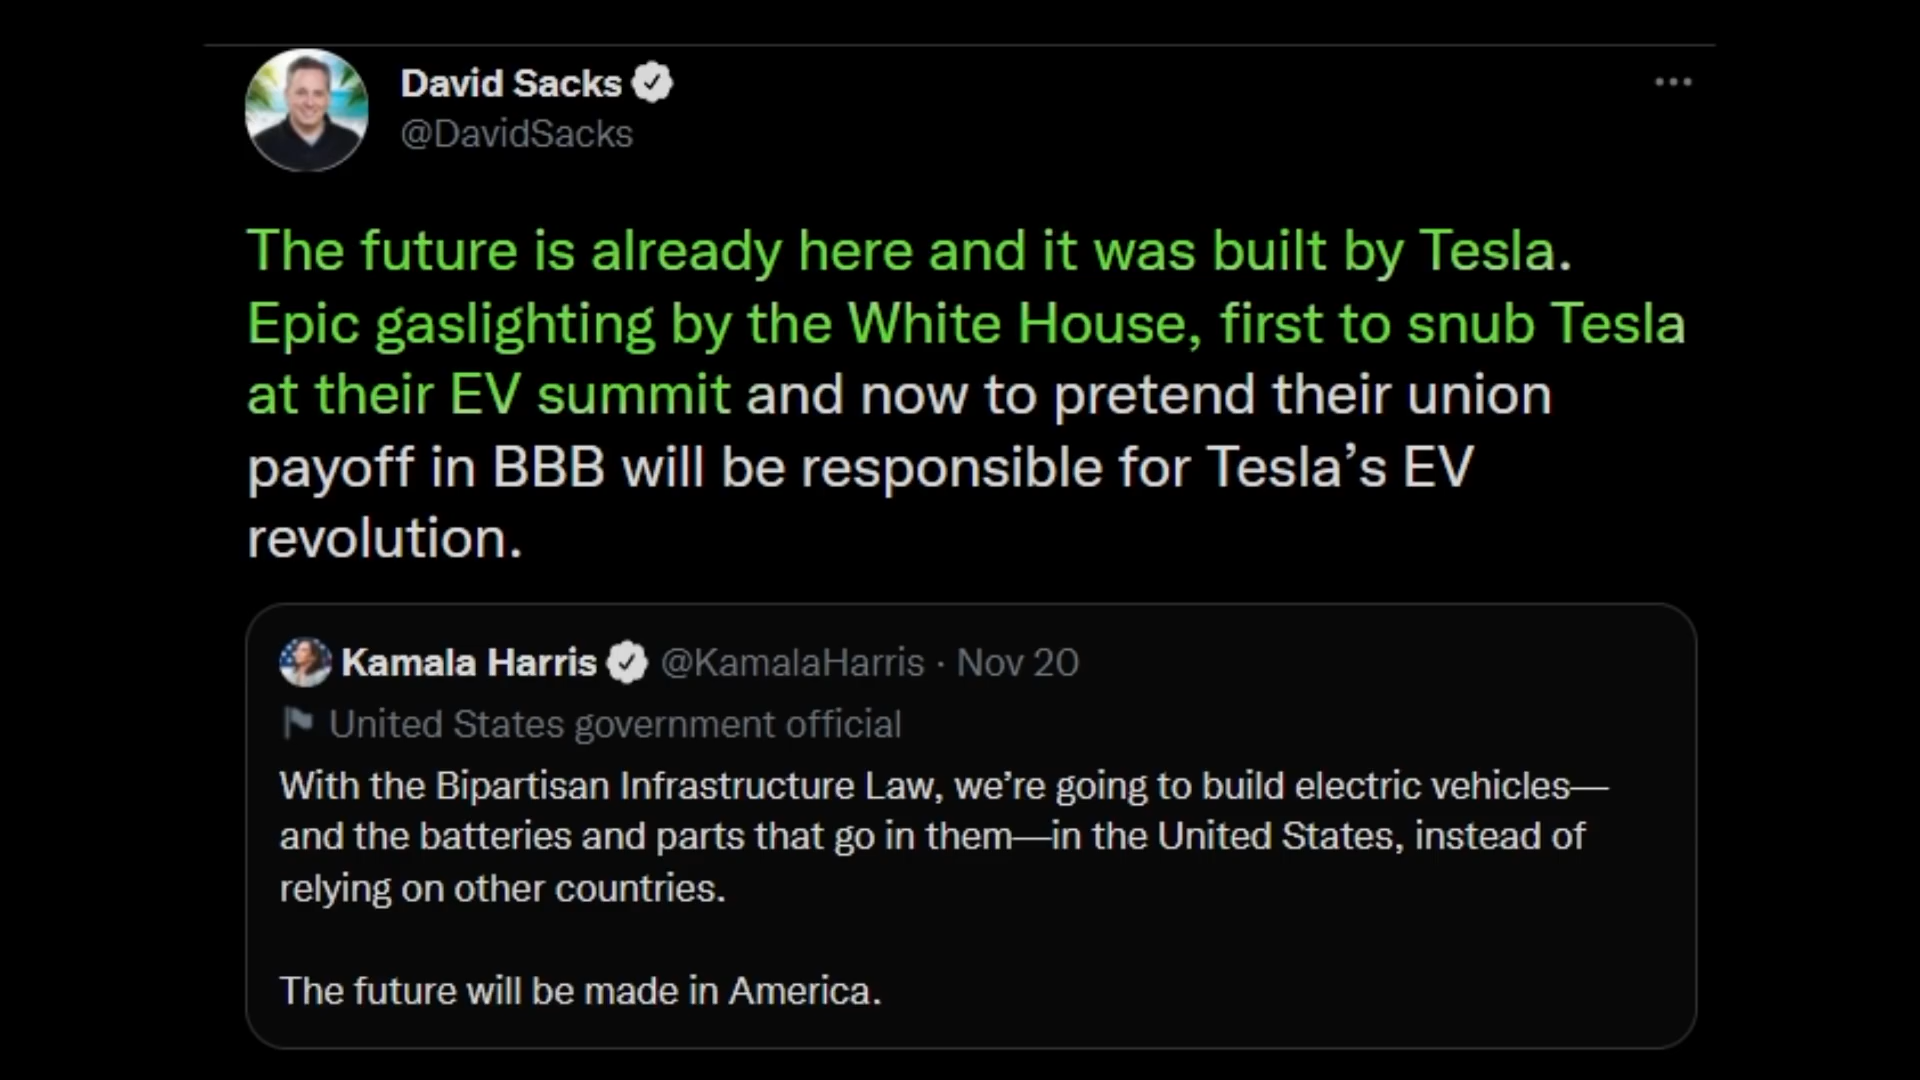 David Sacks
@DavidSacks
The future is already here and it was built by Tesla.
Epic gaslighting by the White House, first to snub Tesla
at their EV summit and now to pretend their union
payoff in BBB will be responsible for Tesla’s EV
revolution.
Kamala Harris @KamalaHarris · Nov 20
United States government official
With the Bipartisan Infrastructure Law, we’re going to build electric vehicles—
and the batteries and parts that go in them—in the United States, instead of
relying on other countries.
The future will be made in America.